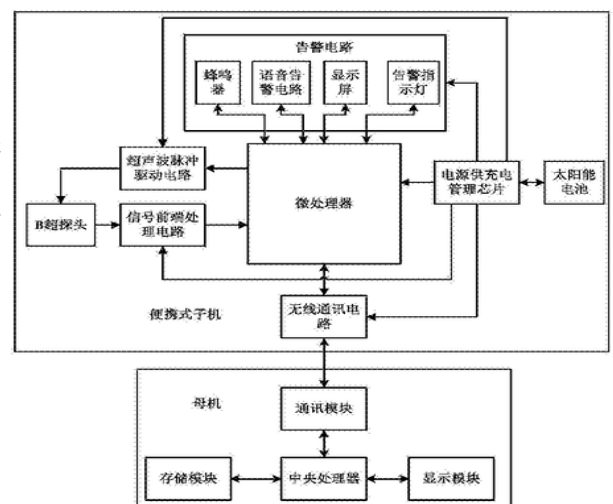 告警电路
蜂鸣
器
语音告
警电路
显示
屏
告警指
示灯
超声波脉冲
驱动电路
微处理器
电源供充电
管理芯片
太阳能
电池
B超探头
信号前端处
理电路
便携式子机
无线通讯电
路
母机
通讯模块
存储模块
中央处理器
显示模块